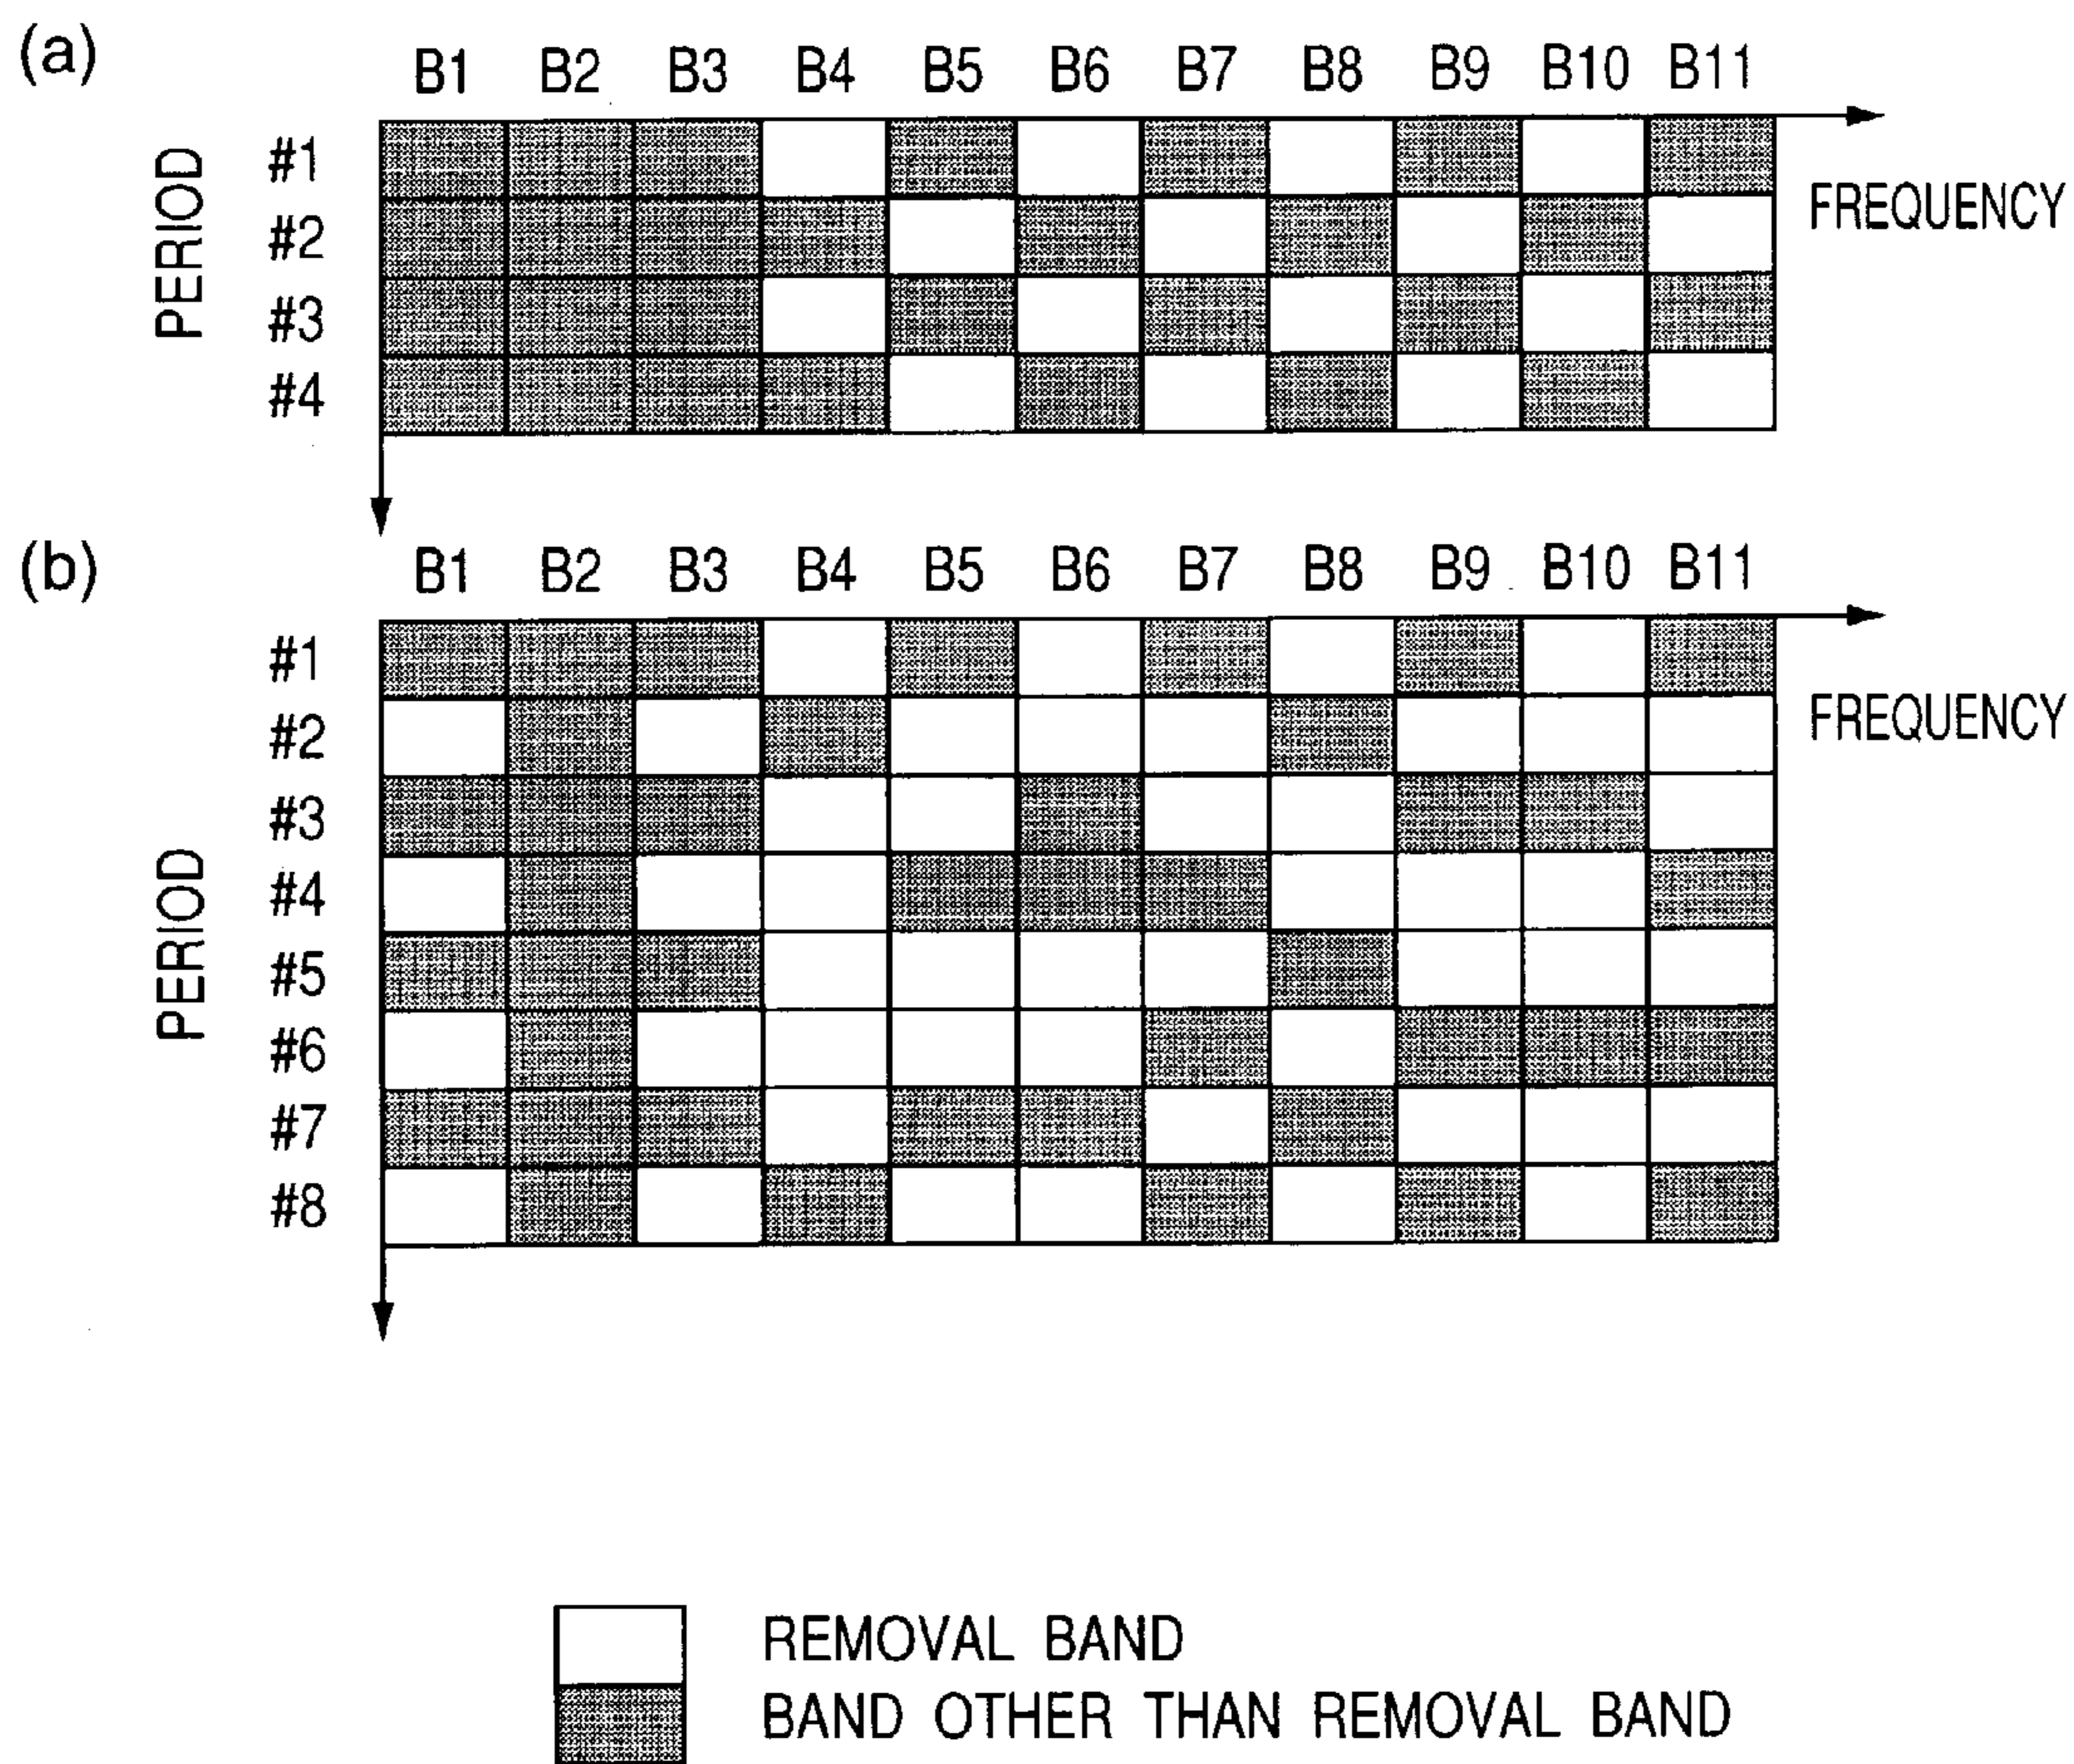 (a)
B1 B2 B3 B4 B5 B6 B7 B8 B9 B10 B11
PERIOD
#1
#2
#3
#4
FREQUENCY
(b)
B1 B2 B3 B4 B5 B6 B7 B8 B9 B10 B11
PERIOD
#1
#2
#3
#4
#5
#6
#7
#8
FREQUENCY
REMOVAL BAND
BAND OTHER THAN REMOVAL BAND